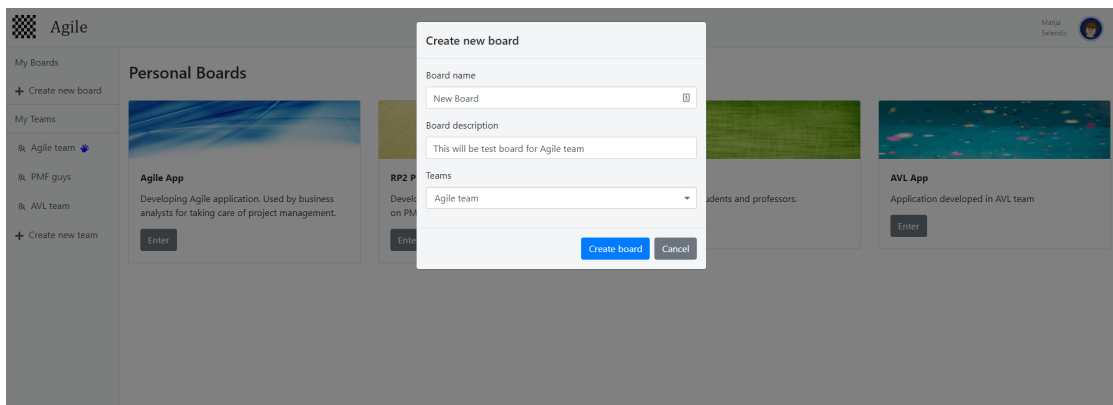 Agile
Matija
Selendić
My Boards
+ Create new board
My Teams
Agile team
PMF guys
AVL team
+ Create new team
Personal Boards
Agile App
Developing Agile application. Used by business
analysts for taking care of project management.
Enter
RP2 P
Develo
on PM
Ente
udents and professors.
AVL App
Application developed in AVL team
Enter
Create new board
Board name
New Board
Board description
This will be test board for Agile team
Teams
Agile team
Create board
Cancel